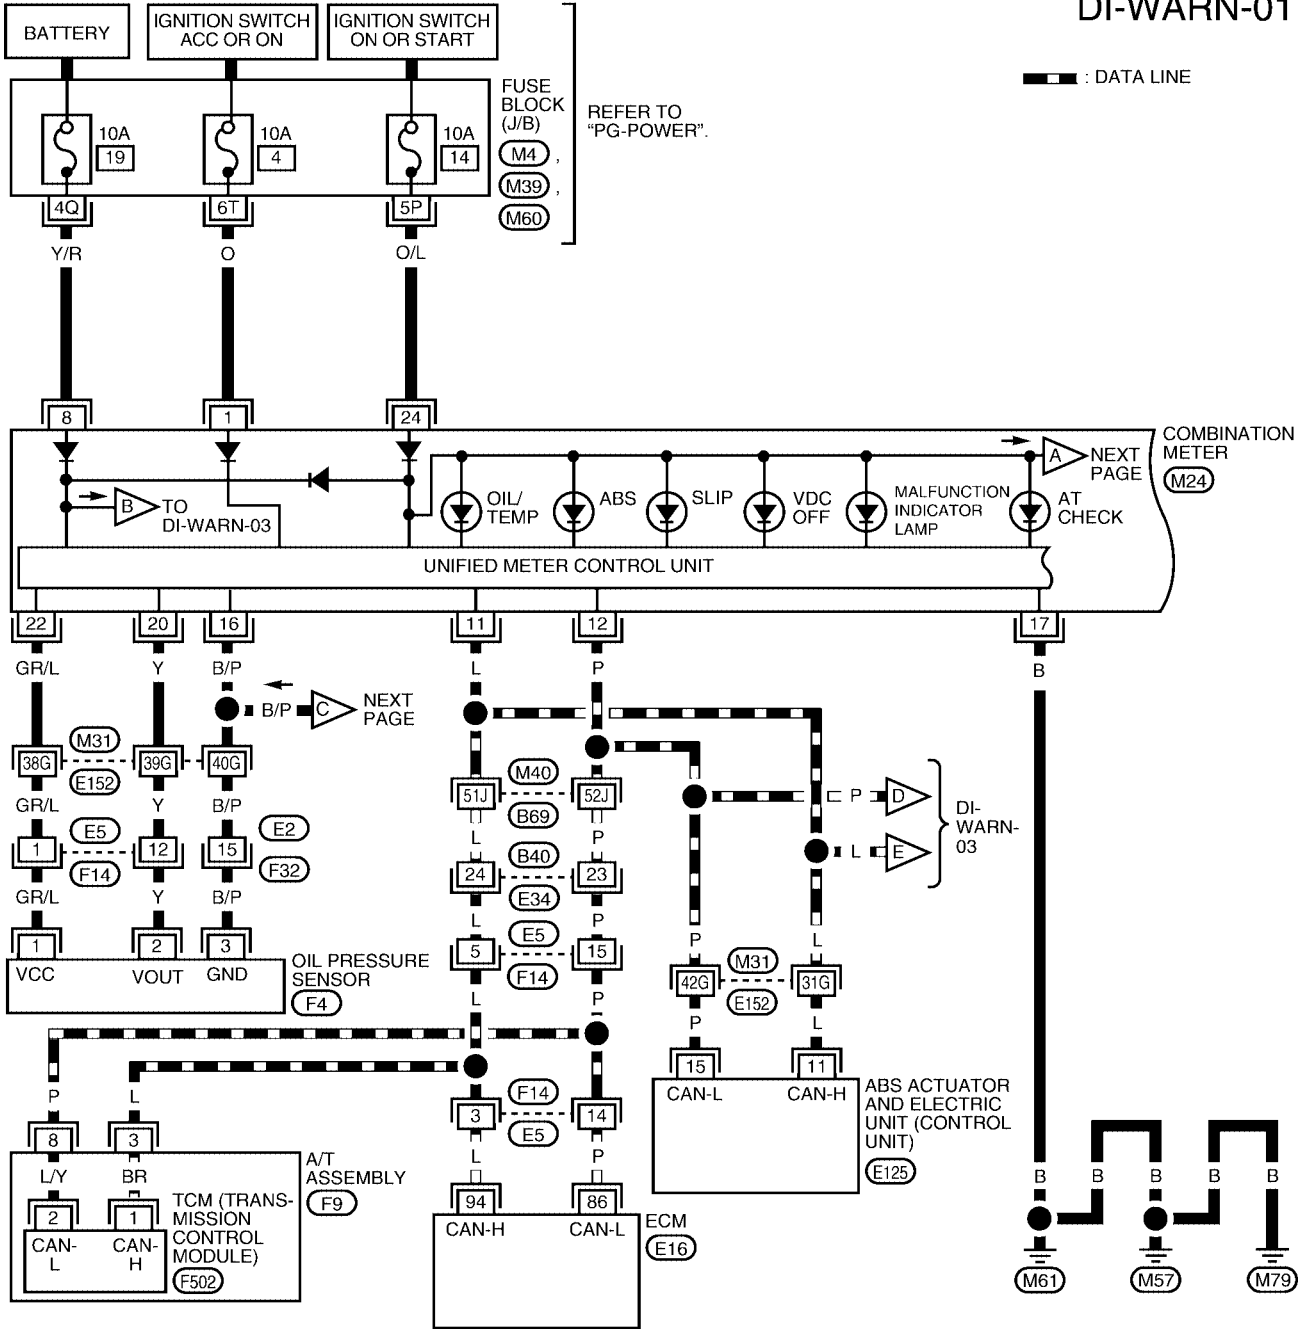 DI-WARN-01
BATTERY
IGNITION SWITCH
ACC OR ON
IGNITION SWITCH
ON OR START
: DATA LINE
FUSE
BLOCK
(J/B)
M4 ,
M39 ,
M60
REFER TO
“PG-POWER”.
10A
19
10A
4
10A
14
4Q
6T
5P
Y/R
O
O/L
8
1
24
COMBINATION
METER
M24
A
NEXT
PAGE
B
TO
DI-WARN-03
OIL/
TEMP
ABS
SLIP
VDC
OFF
MALFUNCTION
INDICATOR
LAMP
AT
CHECK
UNIFIED METER CONTROL UNIT
22
20
16
11
12
17
GR/L
Y
B/P
L
P
B
B/P
C
NEXT
PAGE
M31
38G
39G
40G
E152
M40
51J
52J
B69
P
D
L
E
DI-
WARN-
03
GR/L
Y
B/P
L
P
E5
E2
1
12
15
F14
F32
B40
24
23
E34
GR/L
Y
B/P
L
P
E5
5
15
F14
P
L
M31
42G
31G
E152
1
2
3
VCC
VOUT
GND
OIL PRESSURE
SENSOR
F4
L
P
P
L
15
11
CAN-L
CAN-H
ABS ACTUATOR
AND ELECTRIC
UNIT (CONTROL
UNIT)
E125
P
L
F14
3
14
E5
8
3
L
P
A/T
ASSEMBLY
F9
L/Y
BR
2
1
CAN-
L
CAN-
H
TCM (TRANS-
MISSION
CONTROL
MODULE)
F502
94
86
CAN-H
CAN-L
ECM
E16
B
B
B
B
B
M61
M57
M79